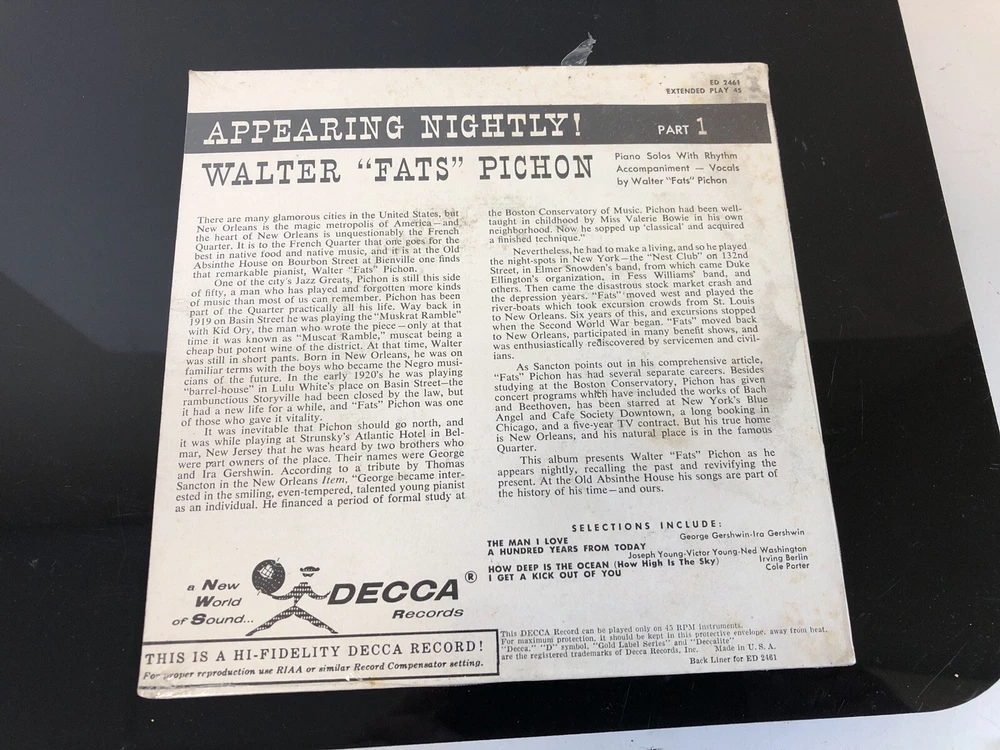 ED 2461
EXTENDED PLAY 45
APPEARING NIGHTLY!
PART 1
WALTER "FATS" PICHON
Piano Solos With Rhythm
Accompaniment — Vocals
by Walter "Fats" Pichon
There are many glamorous cities in the United States, but
New Orleans is the magic metropolis of America—and
the heart of New Orleans is unquestionably the French
Quarter. It is to the French Quarter that one goes for the
best in native food and native music, and it is at the Old
Absinthe House on Bourbon Street at Bienville one finds
that remarkable pianist, Walter "Fats" Pichon.
One of the city's Jazz Greats, Pichon is still this side
of fifty, a man who has played and forgotten more kinds
of music than most of us can remember. Pichon has been
part of the Quarter practically all his life. Way back in
1919 on Basin Street he was playing the "Muskrat Ramble"
with Kid Ory, the man who wrote the piece—only at that
time it was known as "Muscat Ramble," muscat being a
cheap but potent wine of the district. At that time, Walter
was still in short pants. Born in New Orleans, he was on
familiar terms with the boys who became the Negro musi-
cians of the future. In the early 1920's he was playing
"barrel-house" in Lulu White's place on Basin Street—the
rambunctious Storyville had been closed by the law, but
it had a new life for a while, and "Fats" Pichon was one
of those who gave it vitality.
It was inevitable that Pichon should go north, and
it was while playing at Strunsky's Atlantic Hotel in Bel-
mar, New Jersey that he was heard by two brothers who
were part owners of the place. Their names were George
and Ira Gershwin. According to a tribute by Thomas
Sancton in the New Orleans Item, "George became inter-
ested in the smiling, even-tempered, talented young pianist
as an individual. He financed a period of formal study at
the Boston Conservatory of Music. Pichon had been well-
taught in childhood by Miss Valerie Bowie in his own
neighborhood. Now he sopped up 'classical' and acquired
a finished technique."
Nevertheless, he had to make a living, and so he played
the night-spots in New York—the "Nest Club" on 132nd
Street, in Elmer Snowden's band, from which came Duke
Ellington's organization, in Fess Williams' band, and
others. Then came the disastrous stock market crash and
the depression years. "Fats" moved west and played the
river-boats which took excursion crowds from St. Louis
to New Orleans. Six years of this, and excursions stopped
when the Second World War began. "Fats" moved back
to New Orleans, participated in many benefit shows, and
was enthusiastically rediscovered by servicemen and civil-
ians.
As Sancton points out in his comprehensive article,
"Fats" Pichon has had several separate careers. Besides
studying at the Boston Conservatory, Pichon has given
concert programs which have included the works of Bach
and Beethoven, has been starred at New York's Blue
Angel and Cafe Society Downtown, a long booking in
Chicago, and a five-year TV contract. But his true home
is New Orleans, and his natural place is in the famous
Quarter.
This album presents Walter "Fats" Pichon as he
appears nightly, recalling the past and revivifying the
present. At the Old Absinthe House his songs are part of
the history of his time—and ours.
SELECTIONS INCLUDE:
THE MAN I LOVE George Gershwin-Ira Gershwin
A HUNDRED YEARS FROM TODAY Joseph Young-Victor Young-Ned Washington
HOW DEEP IS THE OCEAN (How High Is The Sky) Irving Berlin
I GET A KICK OUT OF YOU Cole Porter
a New
World
of Sound...
DECCA ®
Records
THIS IS A HI-FIDELITY DECCA RECORD!
For proper reproduction use RIAA or similar Record Compensator setting.
This DECCA Record can be played only on 45 RPM instruments.
For maximum protection, it should be kept in this protective envelope, away from heat.
"Decca," "D" symbol, "Gold Label Series" and "Deccalite"
are the registered trademarks of Decca Records, Inc. Made in U. S. A.
Back Liner for ED 2461